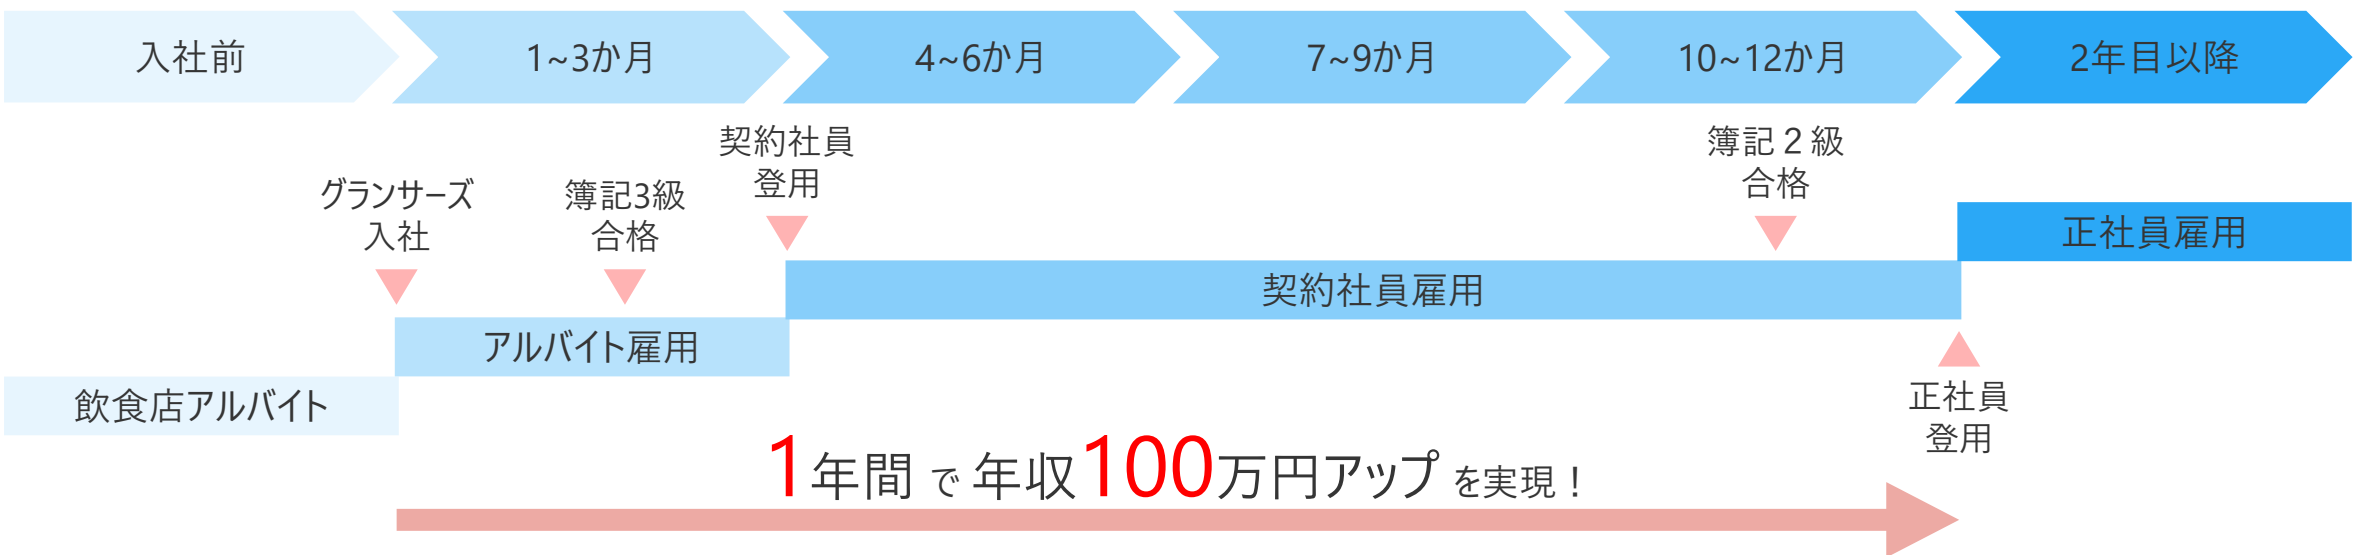 入社前
1~3か月
4~6か月
7~9か月
10~12か月
2年目以降
グランサーズ
入社
簿記3級
合格
契約社員
登用
簿記２級
合格
正社員雇用
契約社員雇用
アルバイト雇用
飲食店アルバイト
正社員
登用
1年間 で 年収100万円アップ を実現！